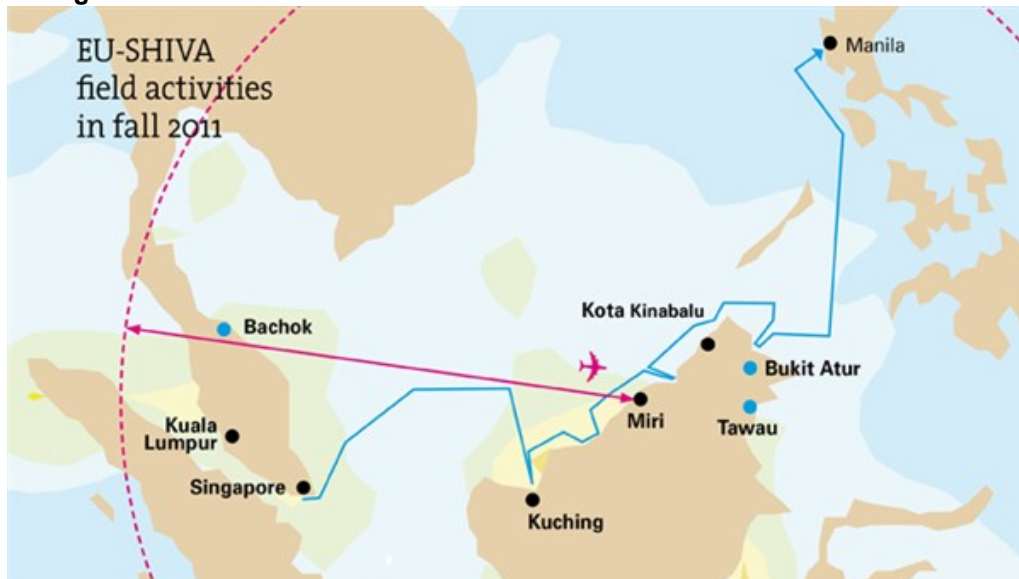 EU-SHIVA
field activities
in fall 2011
Manila
Kota Kinabalu
Bachok
Bukit Atur
Miri
Tawau
Kuala
Lumpur
Singapore
Kuching